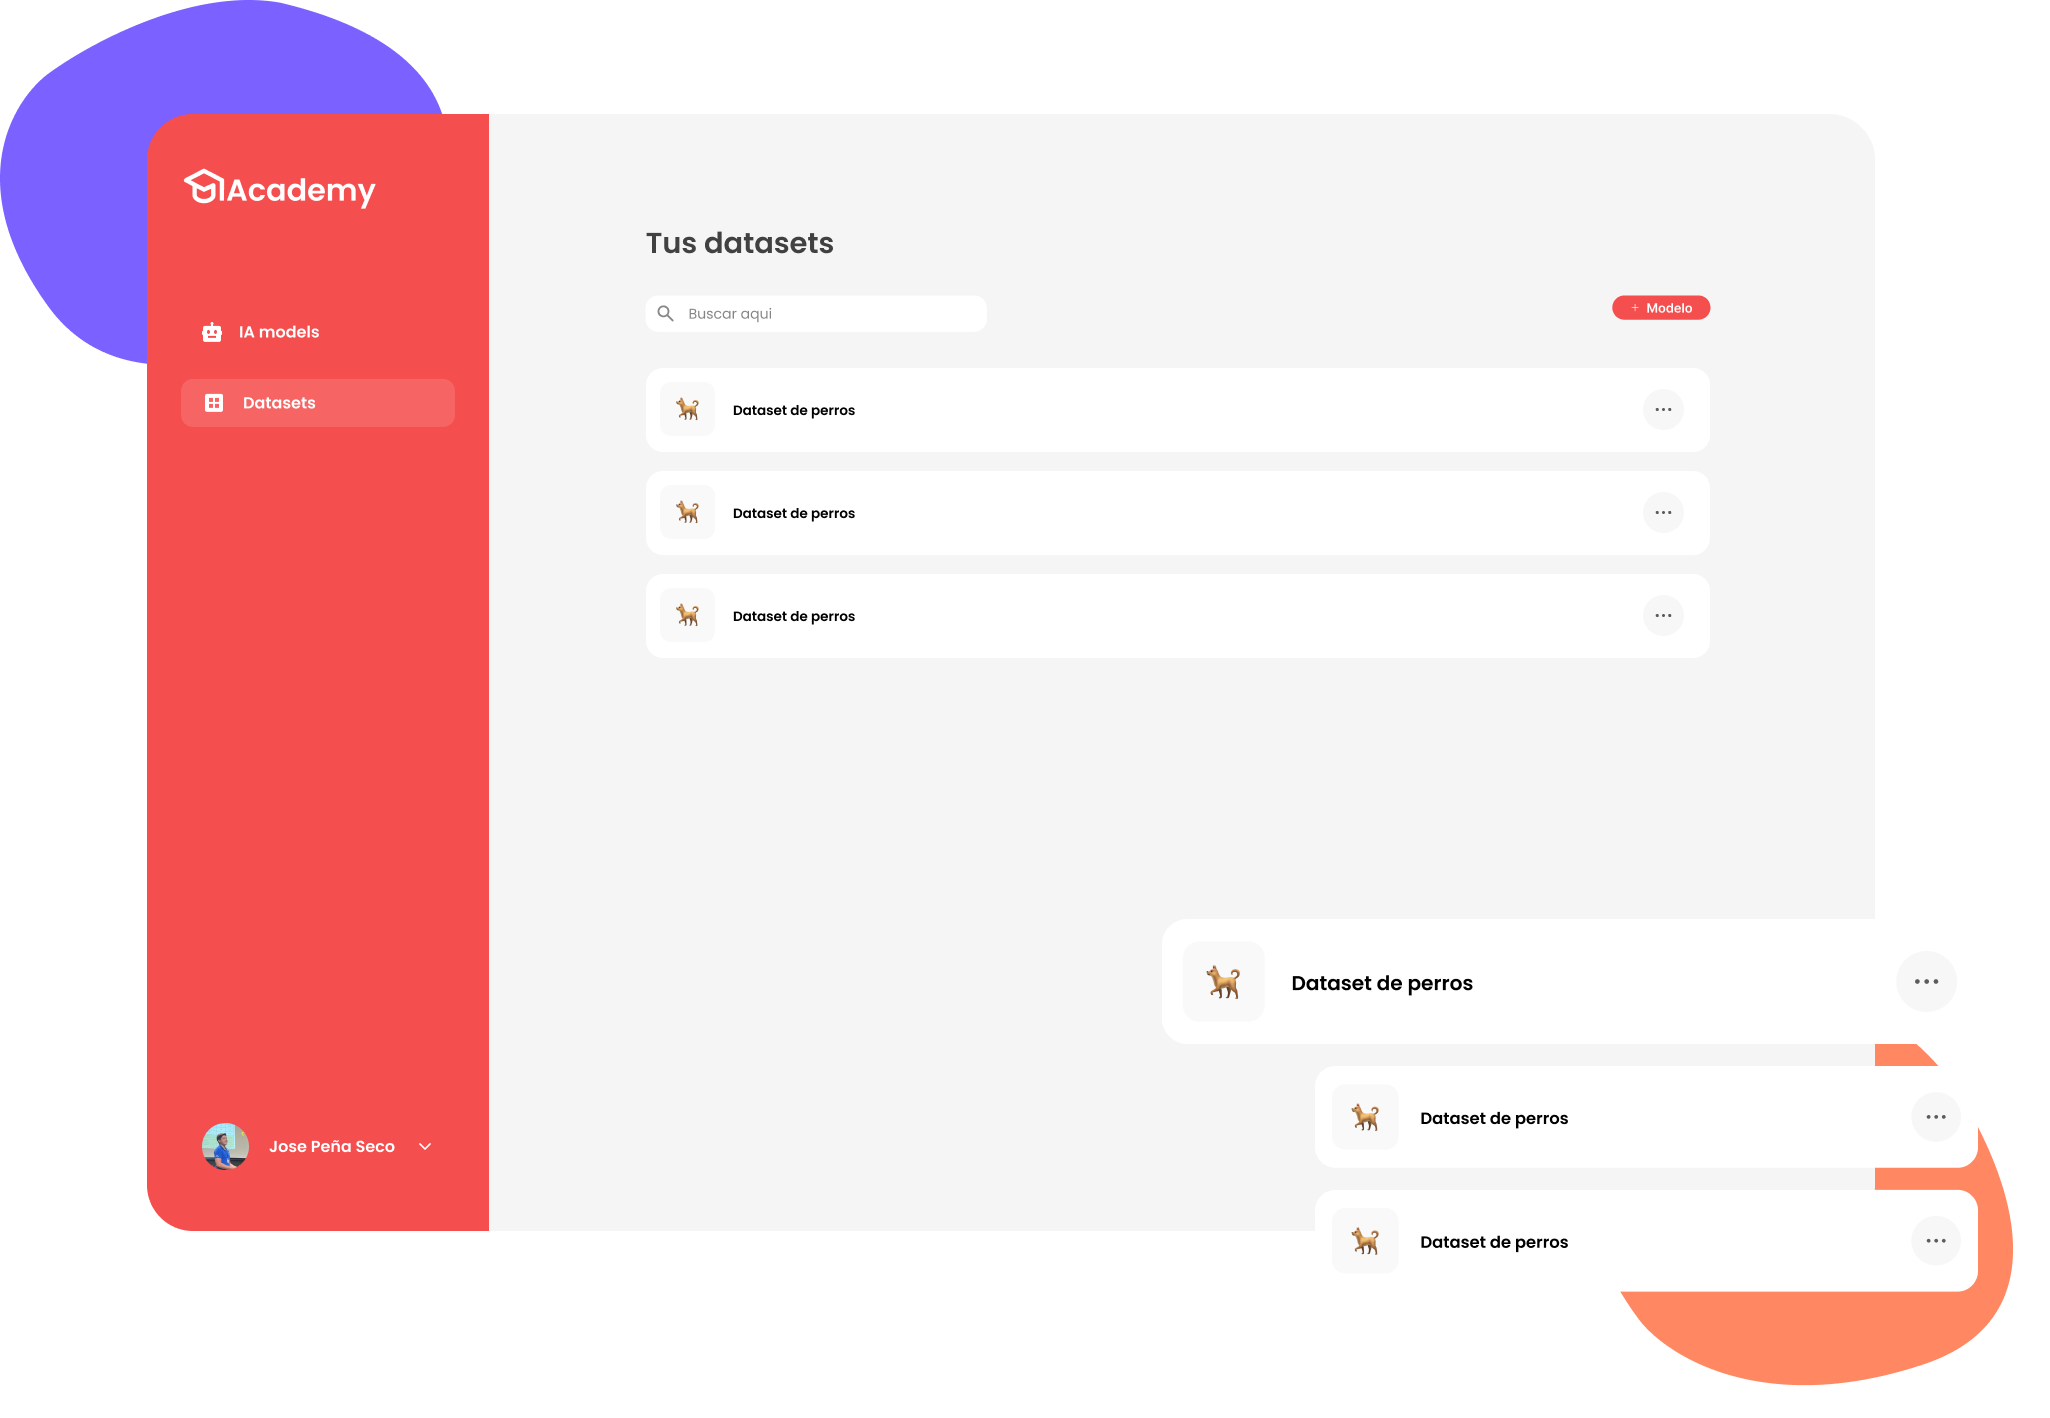 IAcademy
IA models
Datasets
Jose Peña Seco
Tus datasets
Buscar aqui
+ Modelo
Dataset de perros
Dataset de perros
Dataset de perros
Dataset de perros
Dataset de perros
Dataset de perros